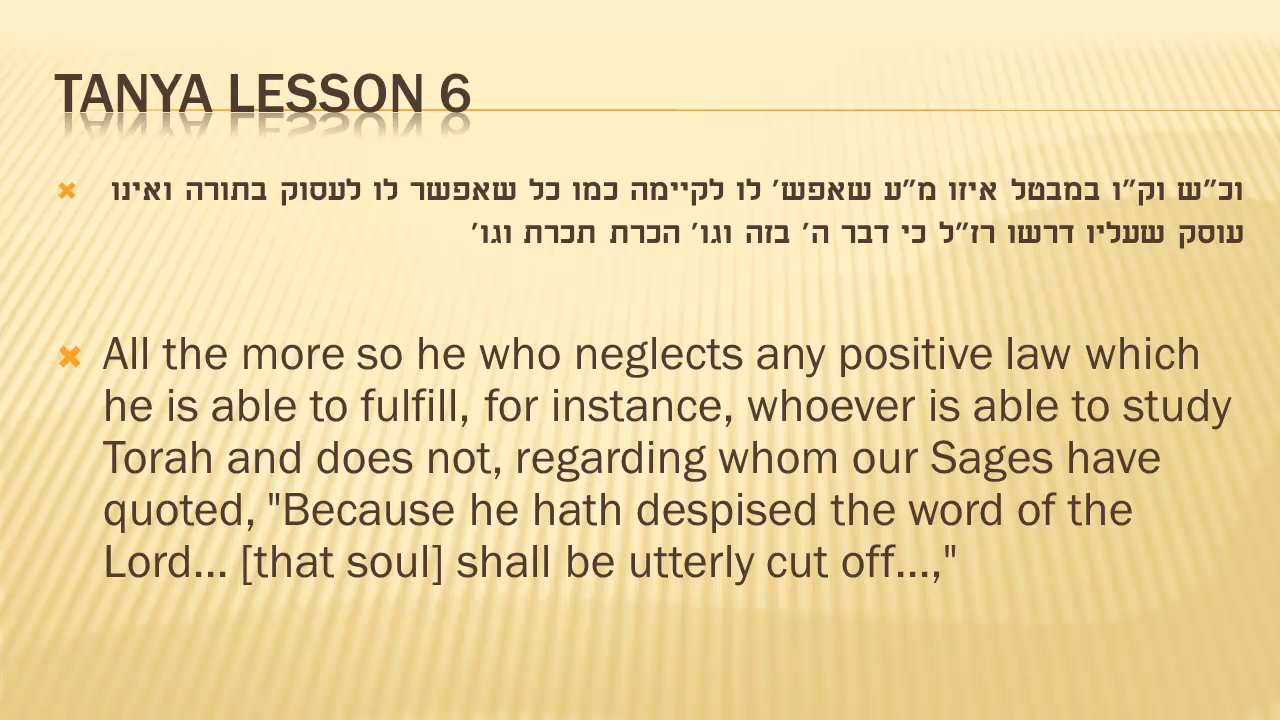 TANYA LESSON 6
וכ"ש וק"ו במבטל איזו מ"ע שאפש' לו לקיימה כמו כל שאפשר לו לעסוק בתורה ואינו
עוסק שעליו דרשו רז"ל כי דבר ה' בזה וגו' הכרת תכרת וגו'
All the more so he who neglects any positive law which
he is able to fulfill, for instance, whoever is able to study
Torah and does not, regarding whom our Sages have
quoted, "Because he hath despised the word of the
Lord... [that soul] shall be utterly cut off...,"